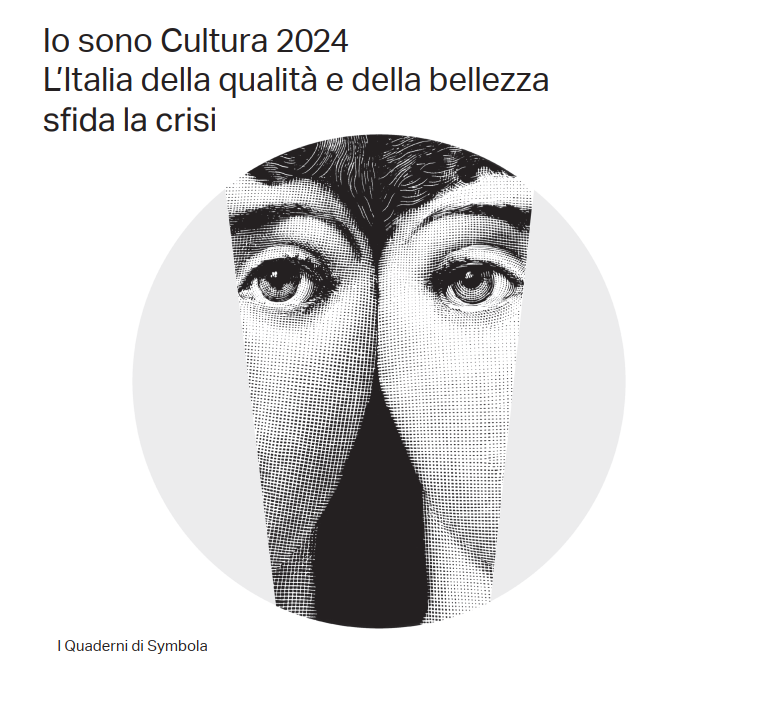 Io sono Cultura 2024
L’Italia della qualità e della bellezza
sfida la crisi
I Quaderni di Symbola